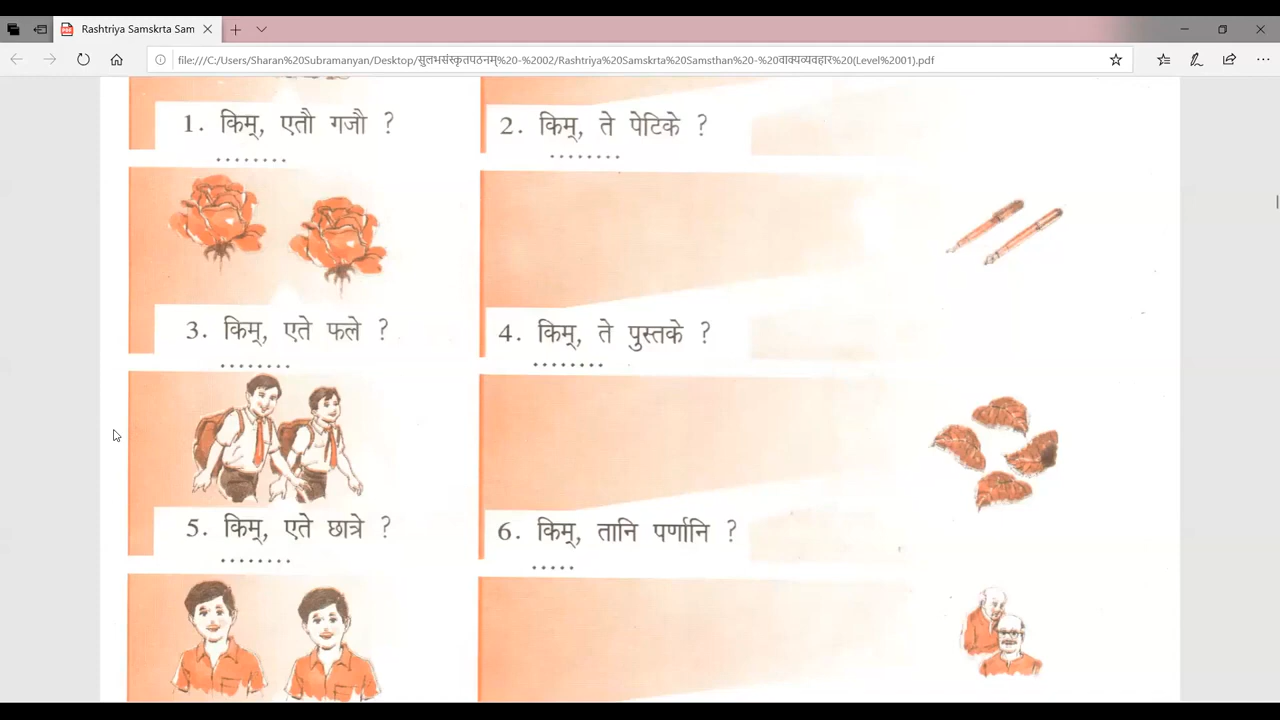 Rashtriya Samskrta Sam
file:///C:/Users/Sharan%20Subramanyan/Desktop/सुलभसंस्कृतपठनम्%20-%2002/Rashtriya%20Samskrta%20Samsthan%20-%20वाक्यव्यवहार%20(Level%2001).pdf
1. किम्, एतौ गजौ ?
2. किम्, ते पेटिके ?
3. किम्, एते फले ?
4. किम्, ते पुस्तके ?
5. किम्, एते छात्रे ?
6. किम्, तानि पर्णानि ?